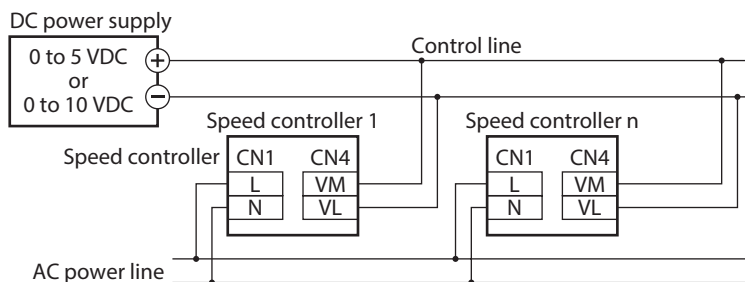 DC power supply
0 to 5 VDC
or
0 to 10 VDC
+
−
Control line
Speed controller 1
Speed controller n
Speed controller
CN1 CN4
L VM
N VL
CN1 CN4
L VM
N VL
AC power line